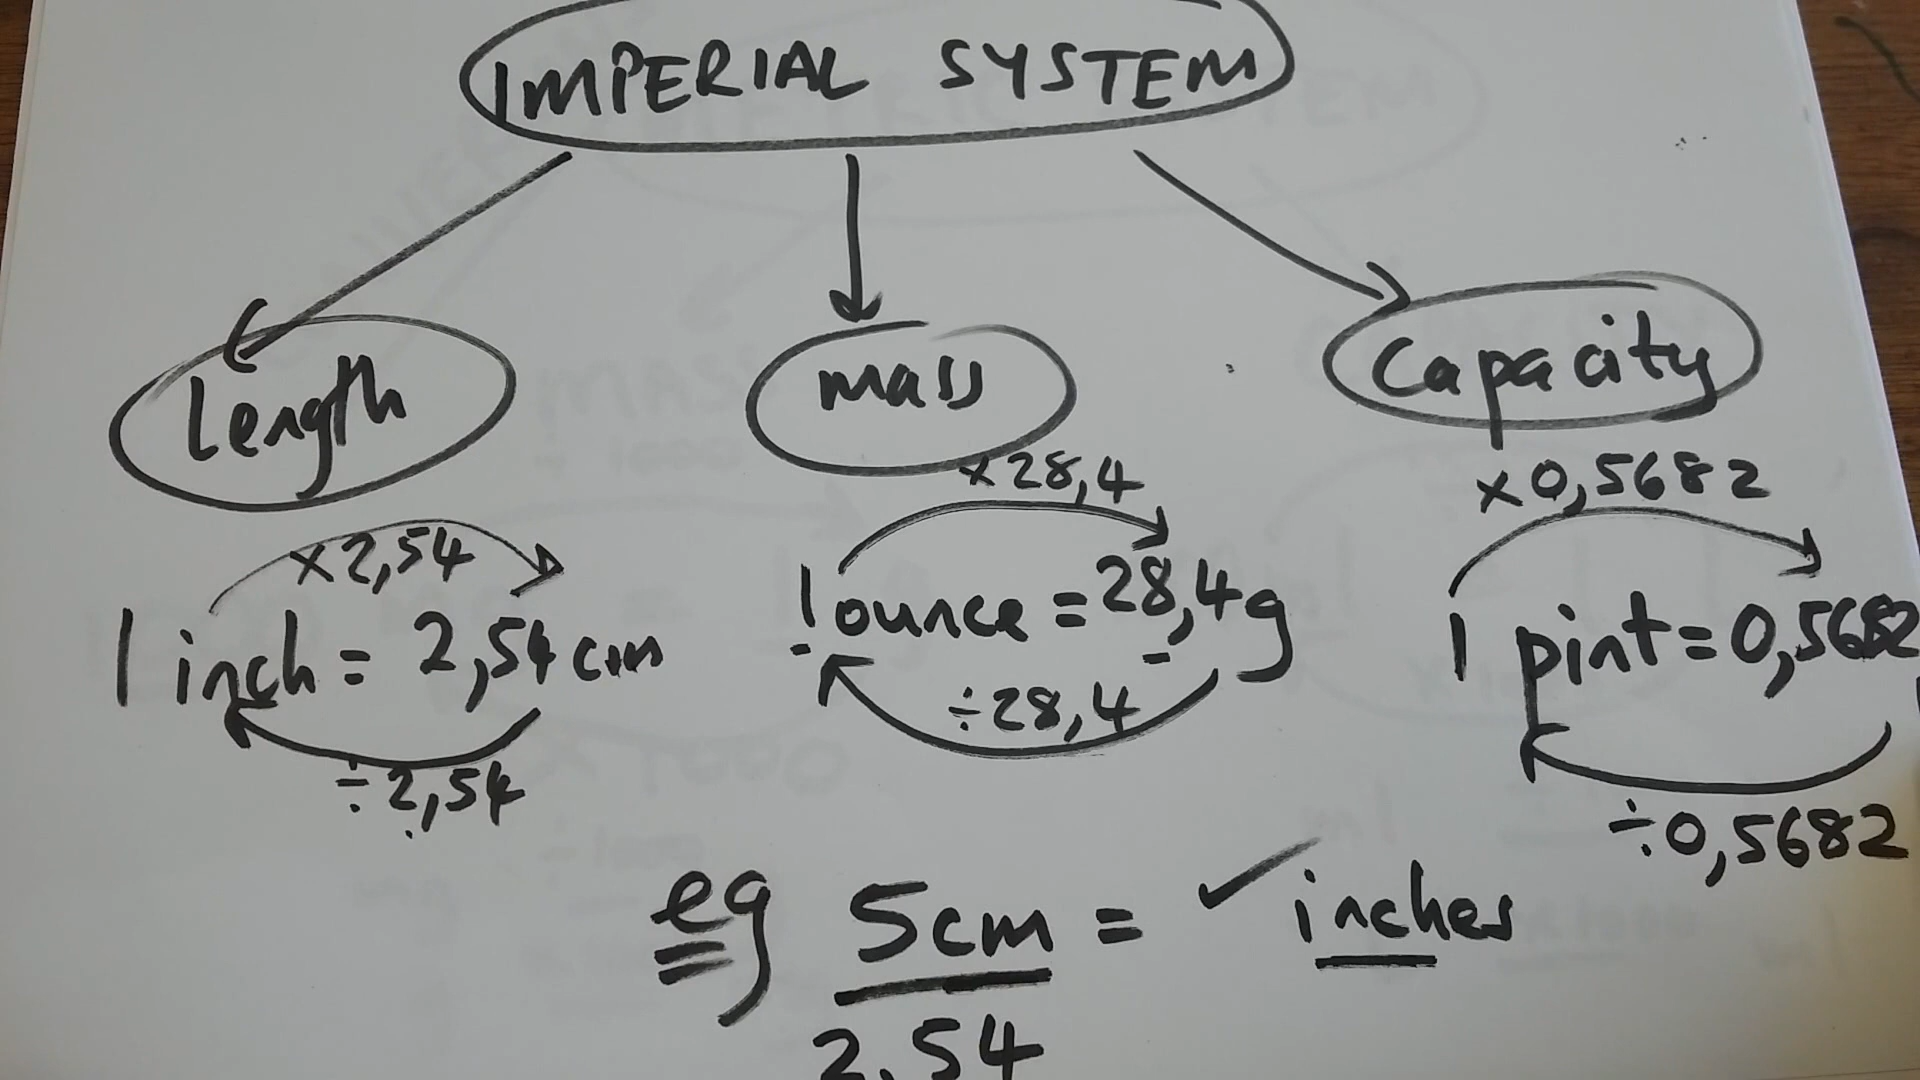 IMPERIAL SYSTEM
Length
mass
Capacity
×2,54
1 inch = 2,54 cm
÷2,54
×28,4
1 ounce = 28,4g
÷28,4
×0,5682
1 pint = 0,5682
÷0,5682
eg 5cm = ✓ inches
2,54